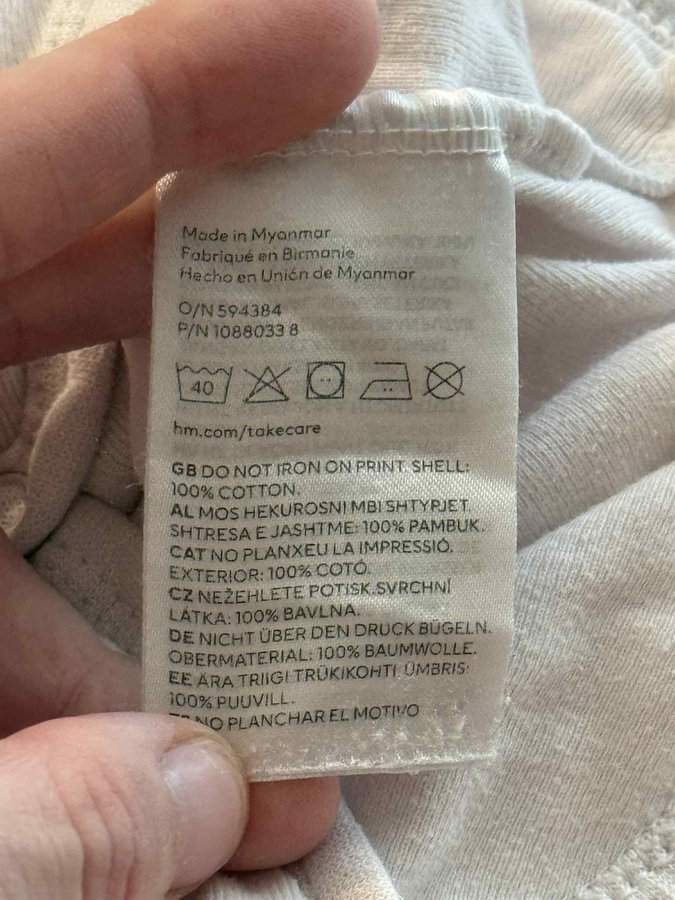 Made in Myanmar
Fabriqué en Birmanie
Hecho en Unión de Myanmar
O/N 594384
P/N 1088033 8
40
hm.com/takecare
GB DO NOT IRON ON PRINT. SHELL:
100% COTTON.
AL MOS HEKUROSNI MBI SHTYPJET.
SHTRESA E JASHTME: 100% PAMBUK.
CAT NO PLANXEU LA IMPRESSIÓ.
EXTERIOR: 100% COTÓ.
CZ NEŽEHLETE POTISK.SVRCHNÍ
LÁTKA: 100% BAVLNA.
DE NICHT ÜBER DEN DRUCK BÜGELN.
OBERMATERIAL: 100% BAUMWOLLE.
EE ÄRA TRIIGI TRÜKIKOHTI. ÜMBRIS:
100% PUUVILL.
NO PLANCHAR EL MOTIVO